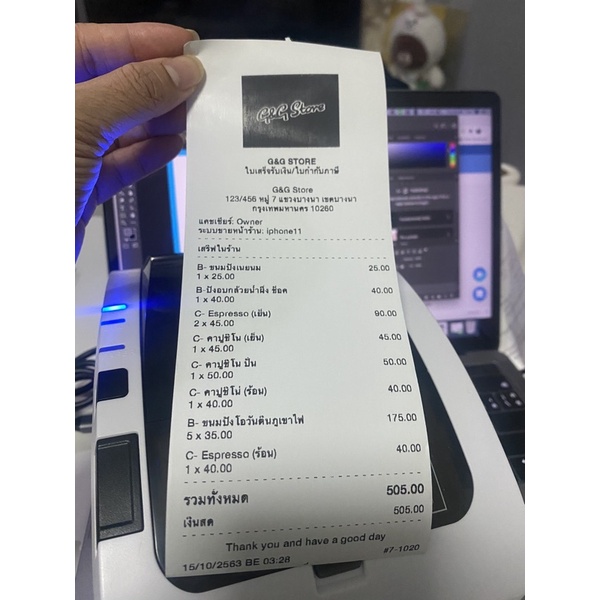 G&G Store
G&G STORE
ใบเสร็จรับเงิน/ใบกำกับภาษี
G&G Store
123/456 หมู่ 7 แขวงบางนา เขตบางนา
กรุงเทพมหานคร 10260
แคชเชียร์: Owner
ระบบขายหน้าร้าน: iphone11
เสริฟในร้าน
B- ขนมปังเนยนม 25.00
1 x 25.00
B-ปังอบกล้วยน้ำผึ้ง ช็อค 40.00
1 x 40.00
C- Espresso (เย็น) 90.00
2 x 45.00
C- คาปูชิโน (เย็น) 45.00
1 x 45.00
C- คาปูชิโน ปั่น 50.00
1 x 50.00
C- คาปูชิโน่ (ร้อน) 40.00
1 x 40.00
B- ขนมปังโอวันตินภูเขาไฟ 175.00
5 x 35.00
C- Espresso (ร้อน) 40.00
1 x 40.00
รวมทั้งหมด 505.00
เงินสด 505.00
Thank you and have a good day
15/10/2563 BE 03:28 #7-1020